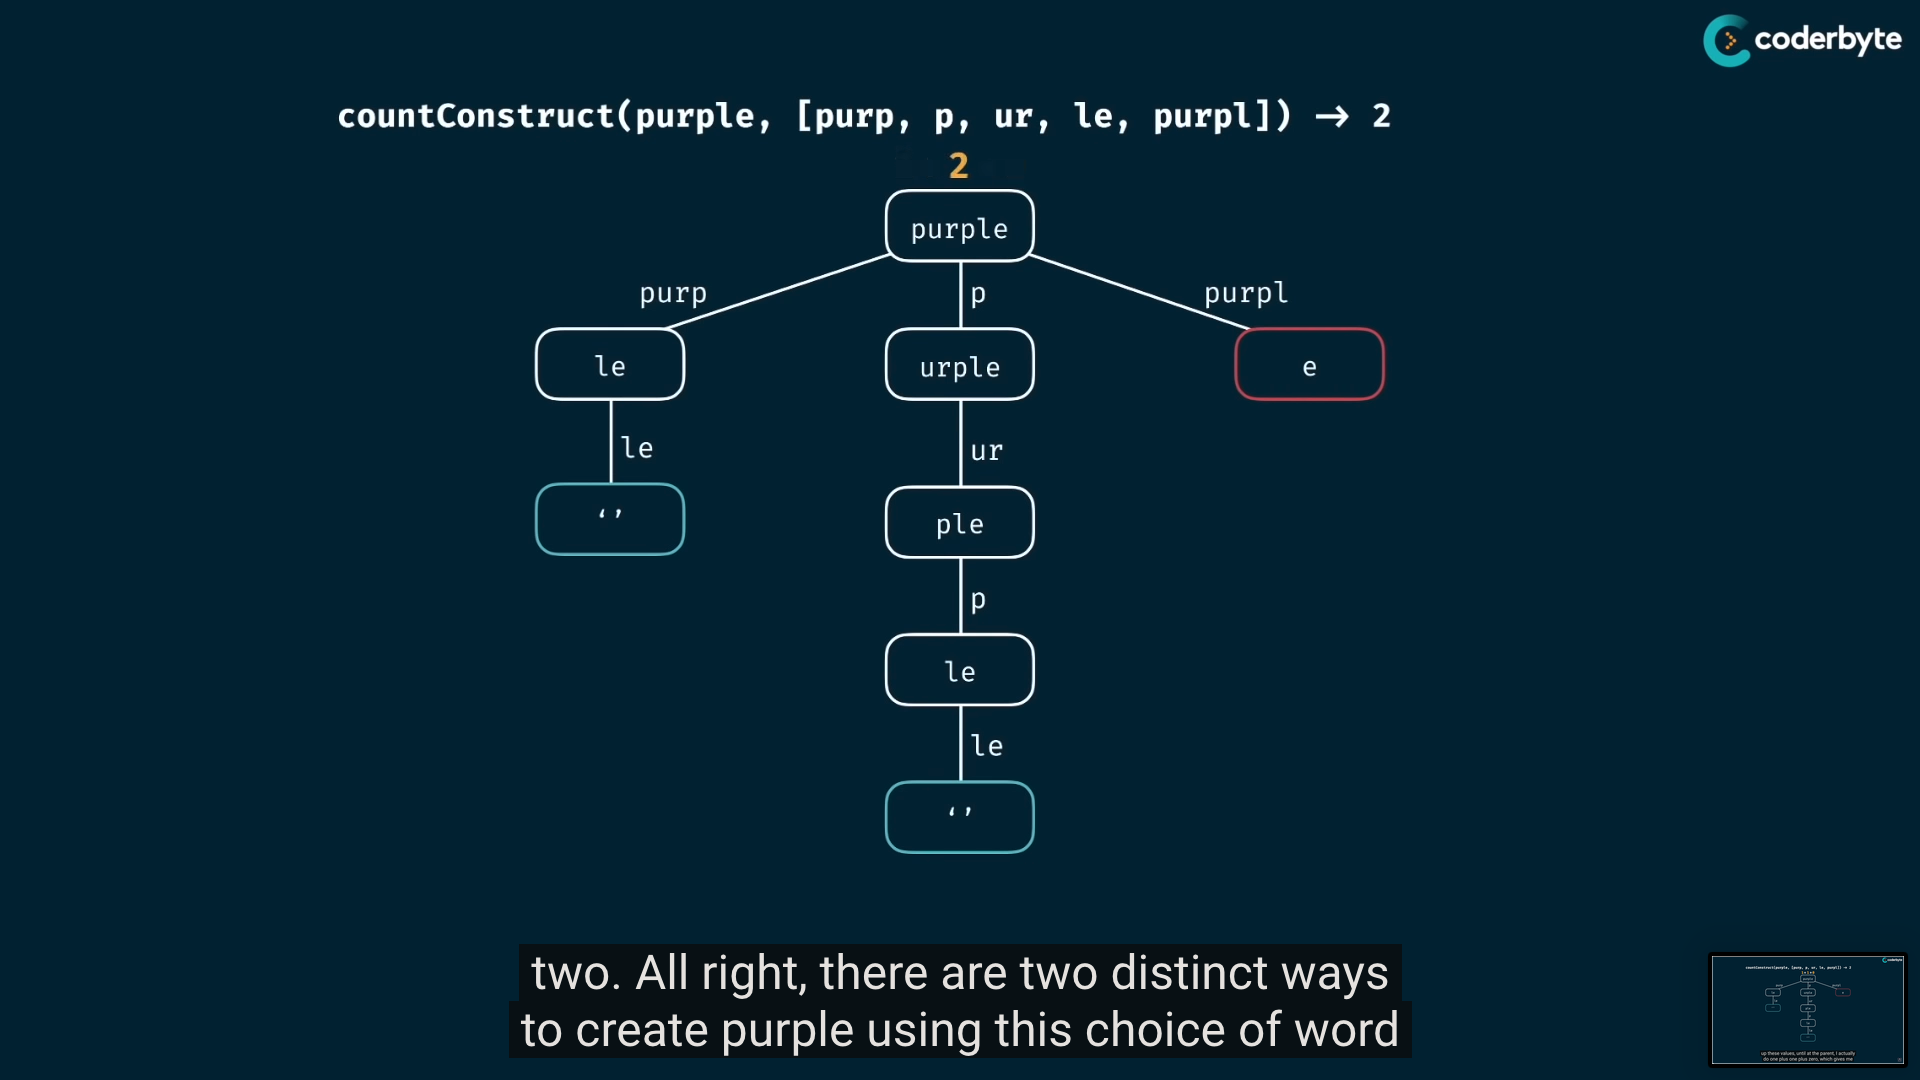 coderbyte
countConstruct(purple, [purp, p, ur, le, purpl]) → 2
2
purple
purp
p
purpl
le
urple
e
le
ur
‘’
ple
p
le
le
‘’
two. All right, there are two distinct ways
to create purple using this choice of word